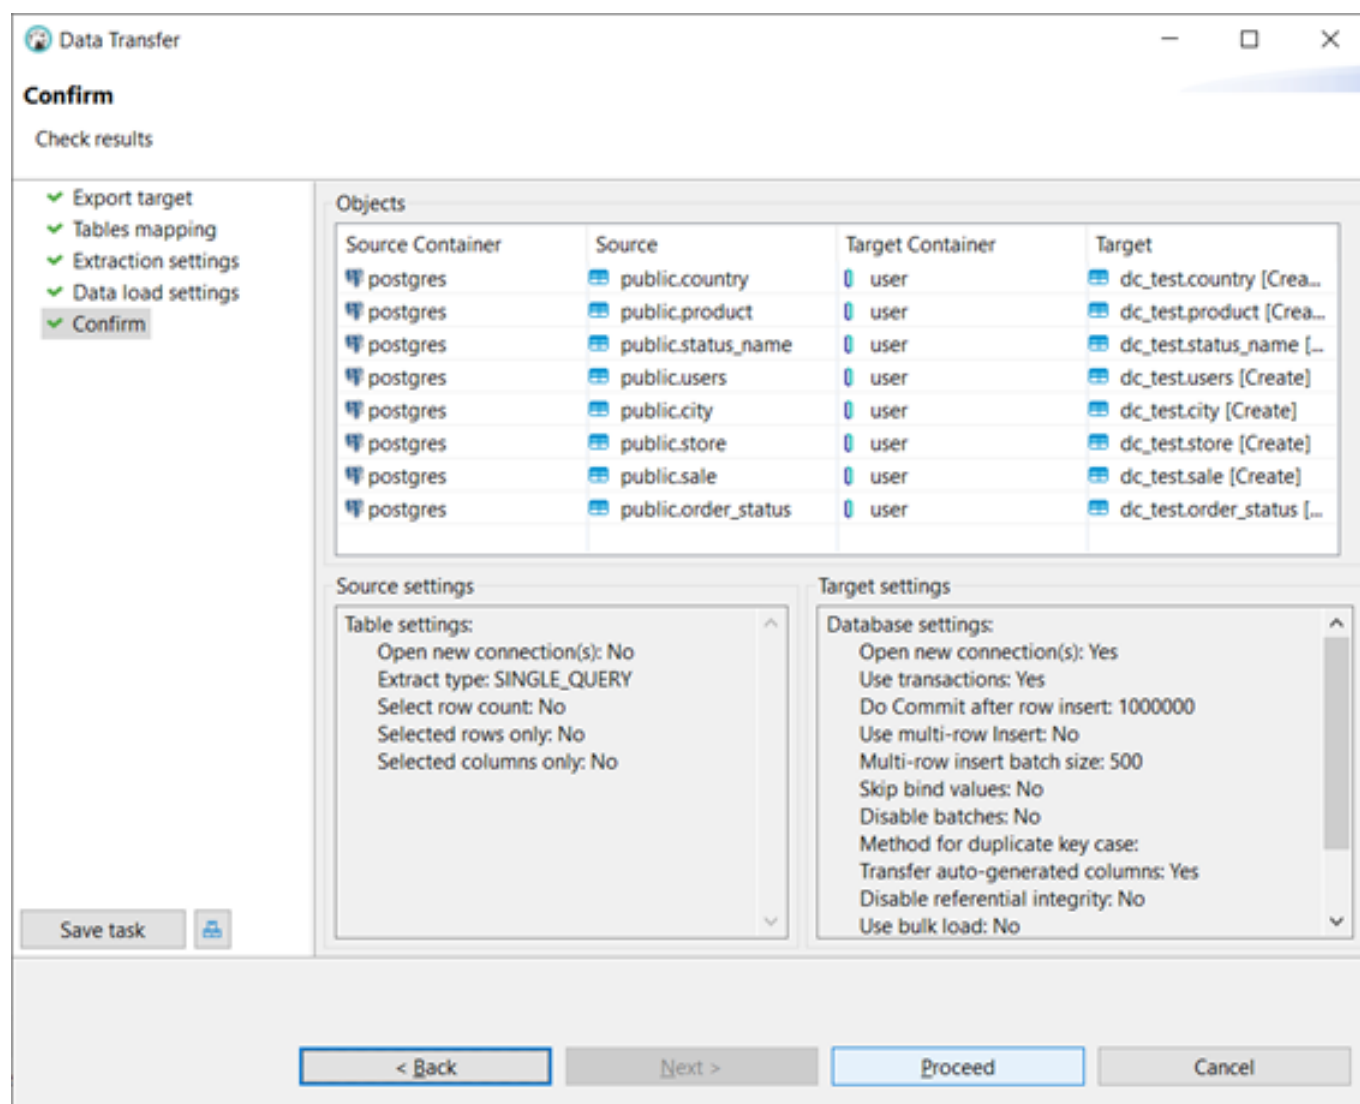 Data Transfer
Confirm
Check results
Export target
Tables mapping
Extraction settings
Data load settings
Confirm
Objects
Source Container Source Target Container Target
postgres public.country user dc_test.country [Crea...
postgres public.product user dc_test.product [Crea...
postgres public.status_name user dc_test.status_name [...
postgres public.users user dc_test.users [Create]
postgres public.city user dc_test.city [Create]
postgres public.store user dc_test.store [Create]
postgres public.sale user dc_test.sale [Create]
postgres public.order_status user dc_test.order_status [...
Source settings
Table settings:
Open new connection(s): No
Extract type: SINGLE_QUERY
Select row count: No
Selected rows only: No
Selected columns only: No
Target settings
Database settings:
Open new connection(s): Yes
Use transactions: Yes
Do Commit after row insert: 1000000
Use multi-row Insert: No
Multi-row insert batch size: 500
Skip bind values: No
Disable batches: No
Method for duplicate key case:
Transfer auto-generated columns: Yes
Disable referential integrity: No
Use bulk load: No
Save task
< Back Next > Proceed Cancel